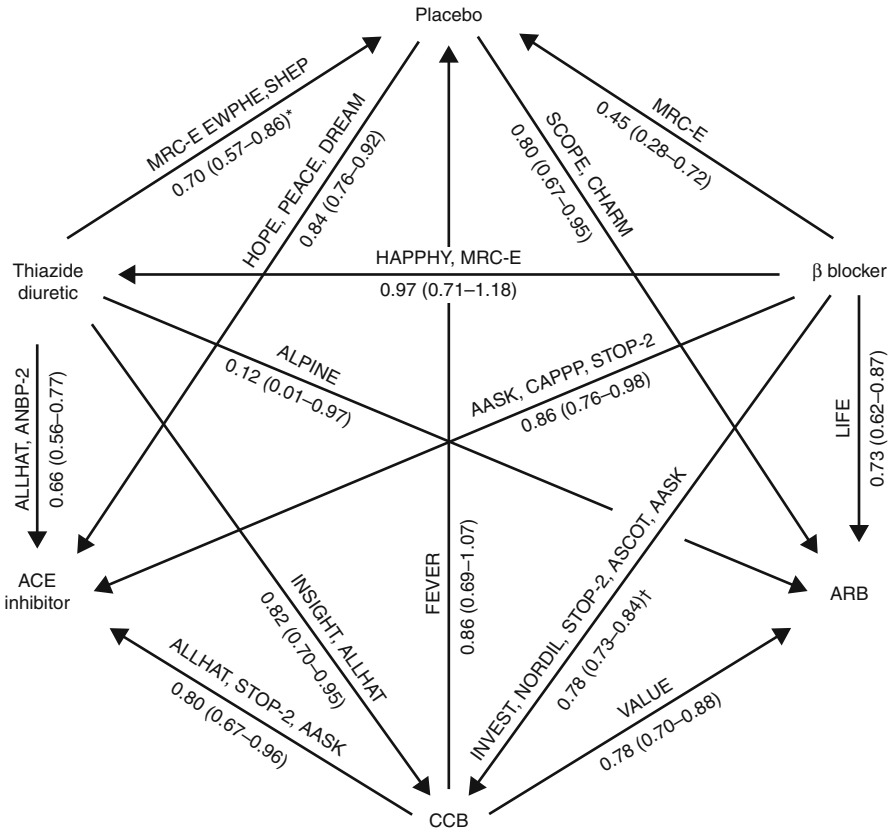 Placebo
MRC-E EWPHE,SHEP
0.70 (0.57–0.86)*
HOPE, PEACE, DREAM
0.84 (0.76–0.92)
SCOPE, CHARM
0.80 (0.67–0.95)
MRC-E
0.45 (0.28–0.72)
Thiazide
diuretic
HAPPHY, MRC-E
0.97 (0.71–1.18)
β blocker
ALPINE
0.12 (0.01–0.97)
AASK, CAPPP, STOP-2
0.86 (0.76–0.98)
ALLHAT, ANBP-2
0.66 (0.56–0.77)
LIFE
0.73 (0.62–0.87)
ACE
inhibitor
INSIGHT, ALLHAT
0.82 (0.70–0.95)
FEVER
0.86 (0.69–1.07)
INVEST, NORDIL, STOP-2, ASCOT, AASK
0.78 (0.73–0.84)†
ARB
ALLHAT, STOP-2, AASK
0.80 (0.67–0.96)
VALUE
0.78 (0.70–0.88)
CCB